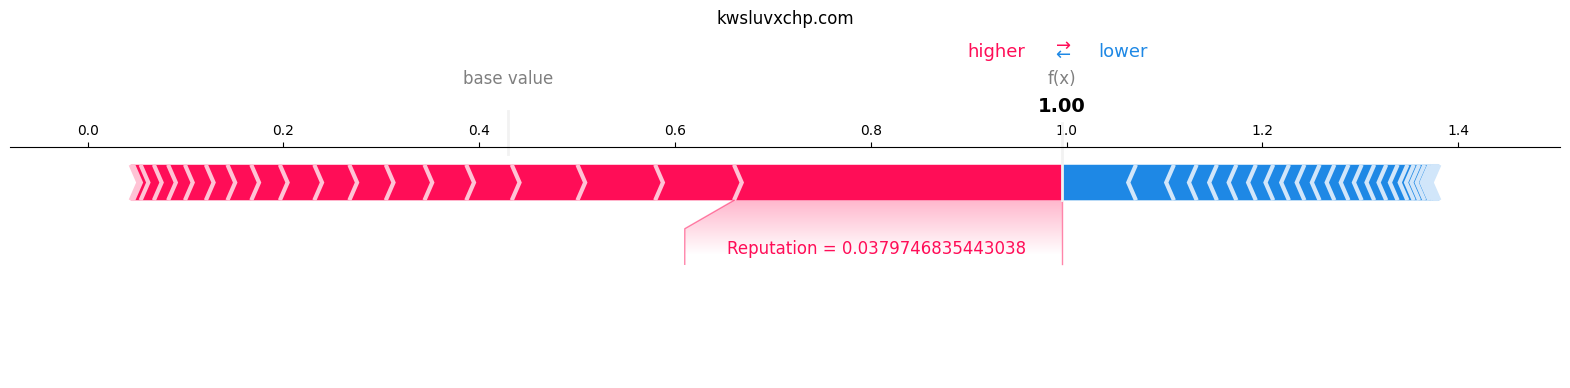 kwsluvxchp.com
higher ⇄ lower
base value f(x)
1.00
0.0 0.2 0.4 0.6 0.8 1.0 1.2 1.4
Reputation = 0.0379746835443038